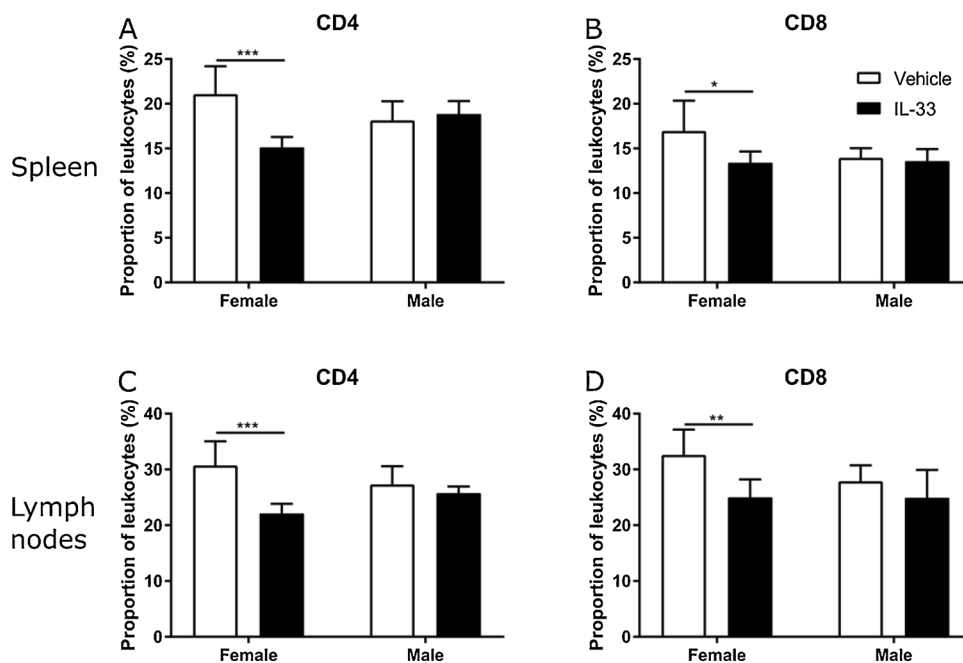 A
CD4
Proportion of leukocytes (%)
25
20
15
10
5
0
***
Female
Male
B
CD8
Proportion of leukocytes (%)
25
20
15
10
5
0
*
Vehicle
IL-33
Female
Male
Spleen
C
CD4
Proportion of leukocytes (%)
40
30
20
10
0
***
Female
Male
D
CD8
Proportion of leukocytes (%)
40
30
20
10
0
**
Female
Male
Lymph
nodes